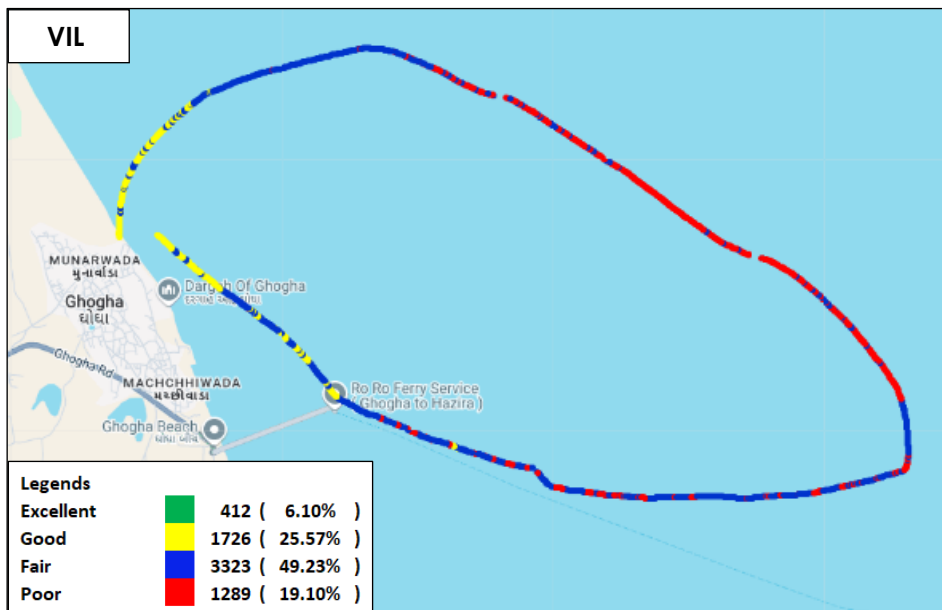 VIL
MUNARWADA
મુનારવાડા
Ghogha
ઘોઘા
Dargah Of Ghogha
Ghogha Rd
MACHCHHIWADA
મચ્છીવાડા
Ghogha Beach
Ro Ro Ferry Service
( Ghogha to Hazira )
Legends
Excellent 412 ( 6.10% )
Good 1726 ( 25.57% )
Fair 3323 ( 49.23% )
Poor 1289 ( 19.10% )